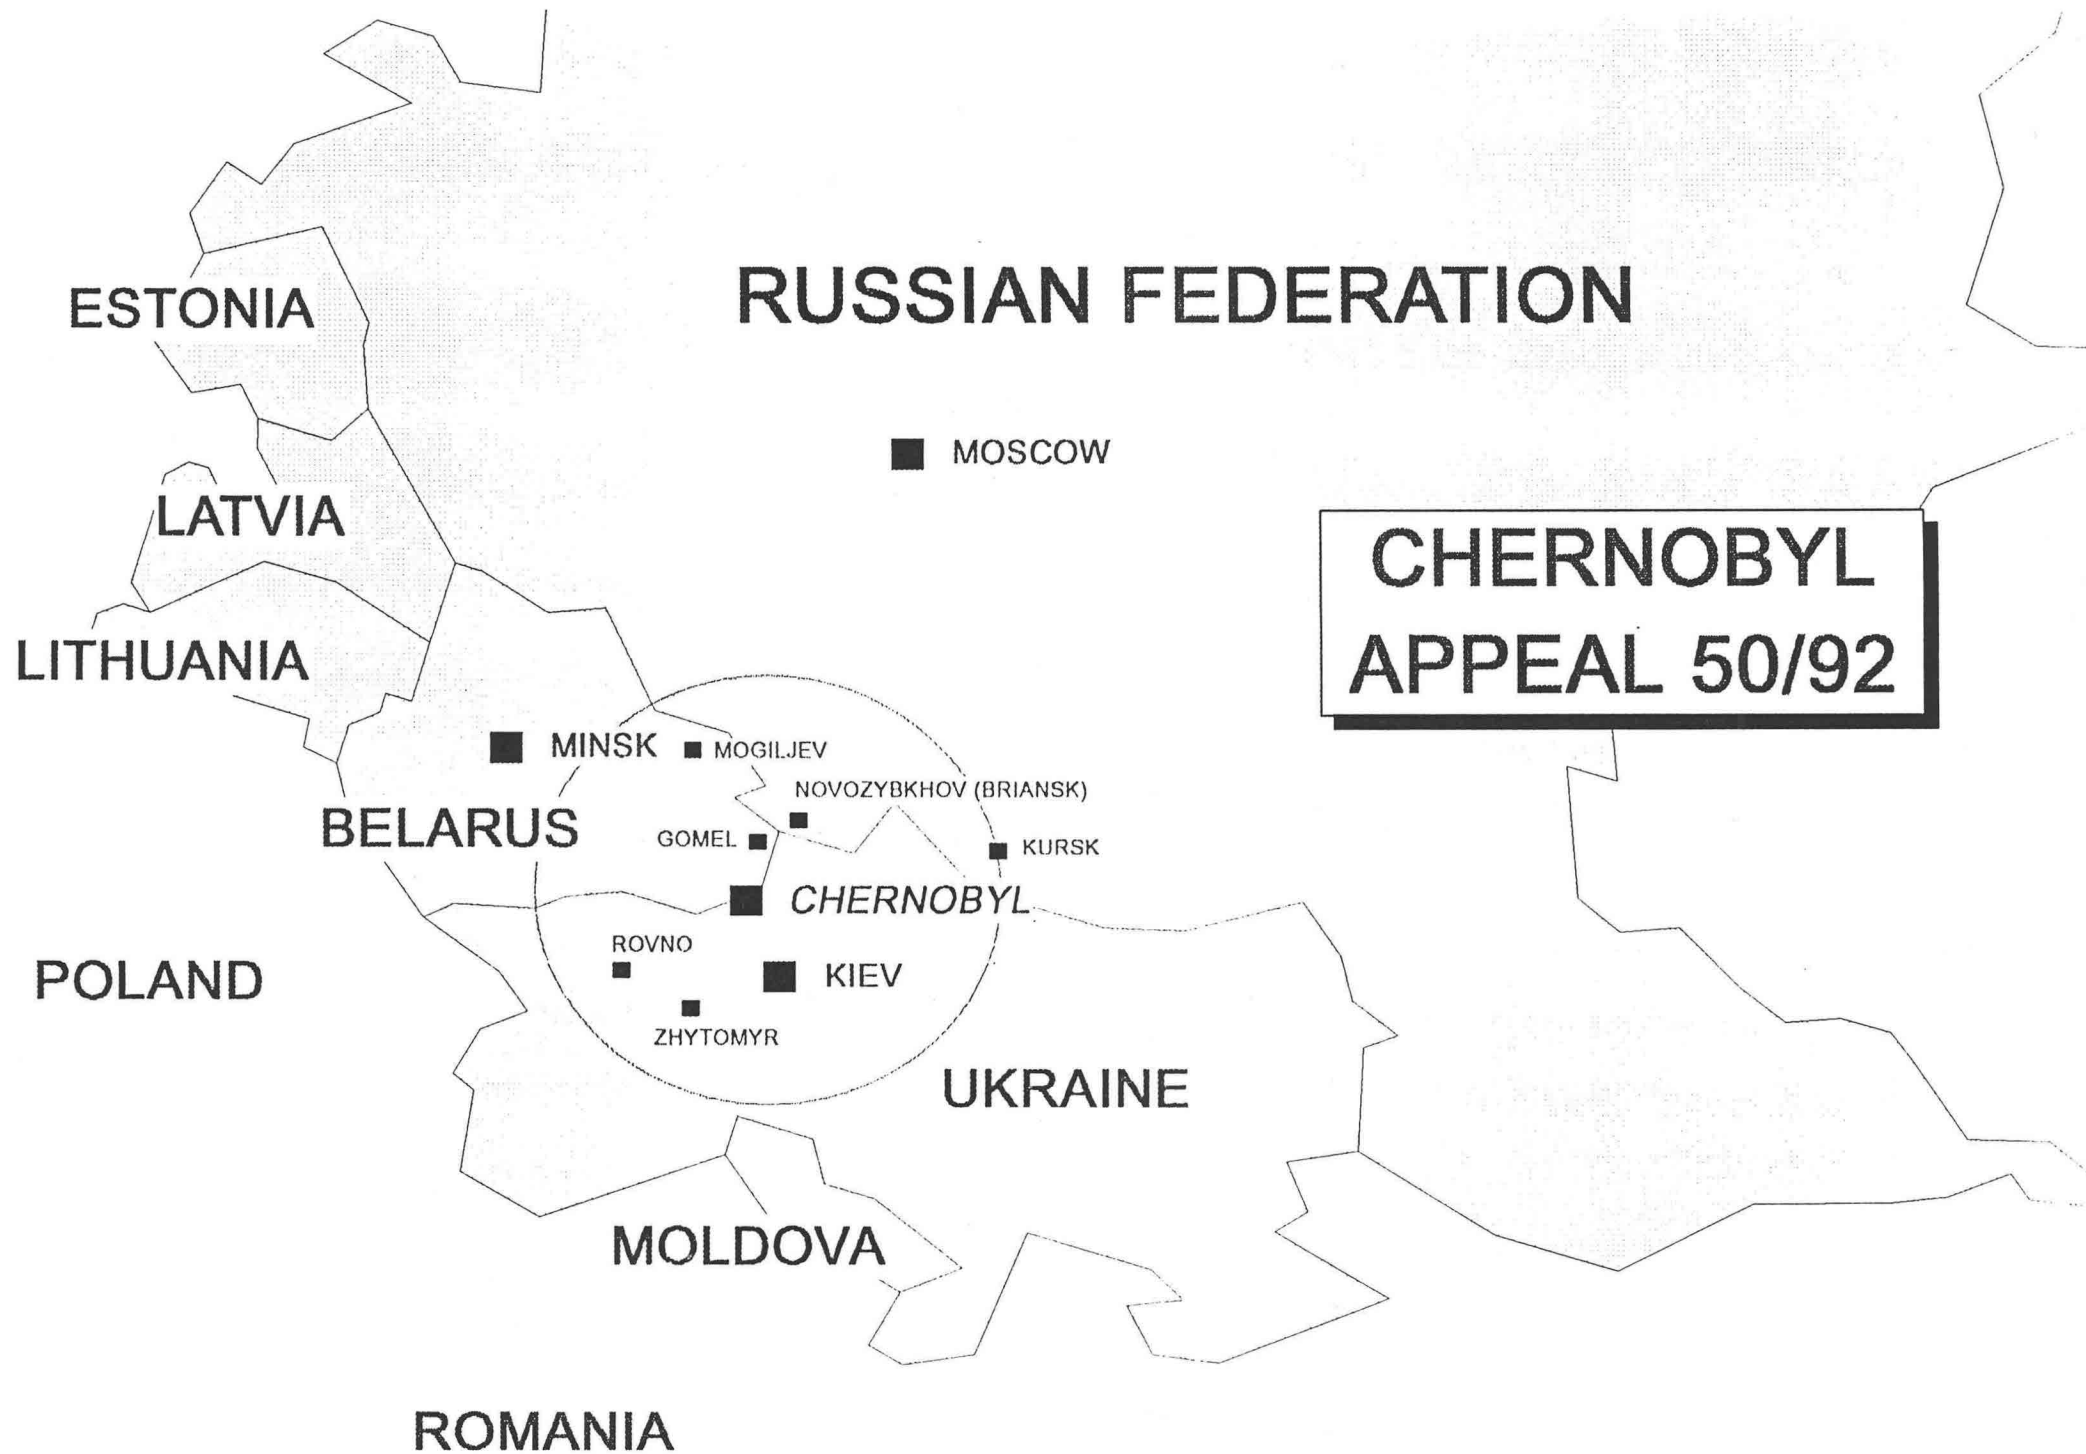 RUSSIAN FEDERATION
ESTONIA
MOSCOW
LATVIA
CHERNOBYL
APPEAL 50/92
LITHUANIA
MINSK
MOGILJEV
NOVOZYBKHOV (BRIANSK)
BELARUS
GOMEL
KURSK
CHERNOBYL
ROVNO
POLAND
KIEV
ZHYTOMYR
UKRAINE
MOLDOVA
ROMANIA